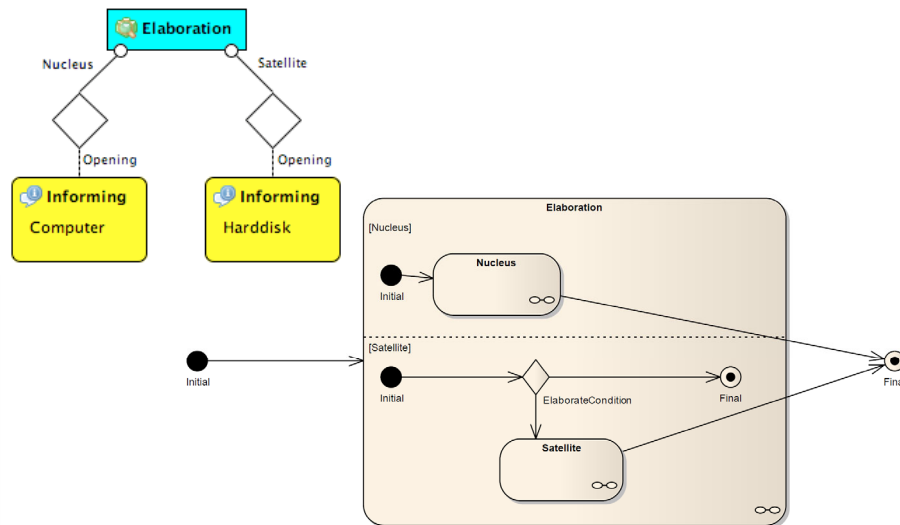 Elaboration
Nucleus
Satellite
Opening
Opening
Informing
Computer
Informing
Harddisk
Elaboration
[Nucleus]
Nucleus
Initial
[Satellite]
Initial
Initial
ElaborateCondition
Final
Final
Satellite